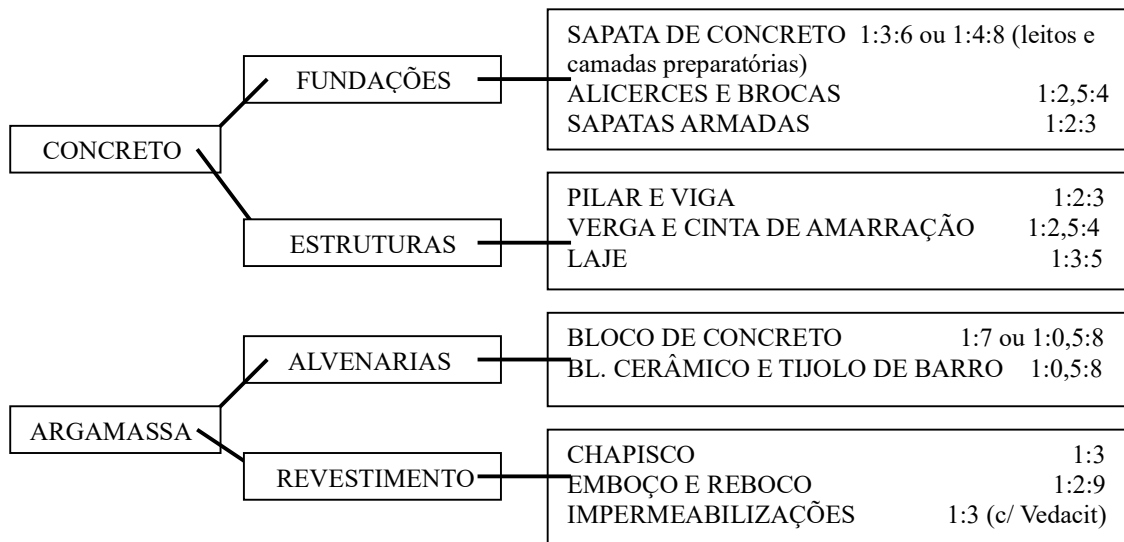 CONCRETO
FUNDAÇÕES
SAPATA DE CONCRETO 1:3:6 ou 1:4:8 (leitos e
camadas preparatórias)
ALICERCES E BROCAS 1:2,5:4
SAPATAS ARMADAS 1:2:3
ESTRUTURAS
PILAR E VIGA 1:2:3
VERGA E CINTA DE AMARRAÇÃO 1:2,5:4
LAJE 1:3:5
ARGAMASSA
ALVENARIAS
BLOCO DE CONCRETO 1:7 ou 1:0,5:8
BL. CERÂMICO E TIJOLO DE BARRO 1:0,5:8
REVESTIMENTO
CHAPISCO 1:3
EMBOÇO E REBOCO 1:2:9
IMPERMEABILIZAÇÕES 1:3 (c/ Vedacit)